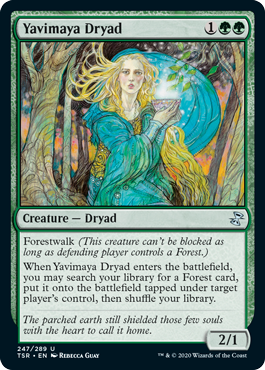 Yavimaya Dryad 1
Creature — Dryad
Forestwalk (This creature can't be blocked as
long as defending player controls a Forest.)
When Yavimaya Dryad enters the battlefield,
you may search your library for a Forest card,
put it onto the battlefield tapped under target
player's control, then shuffle your library.
The parched earth still shielded those few souls
with the heart to call it home.
2/1
247/289 U
TSR • EN Rebecca Guay
™ & © 2020 Wizards of the Coast